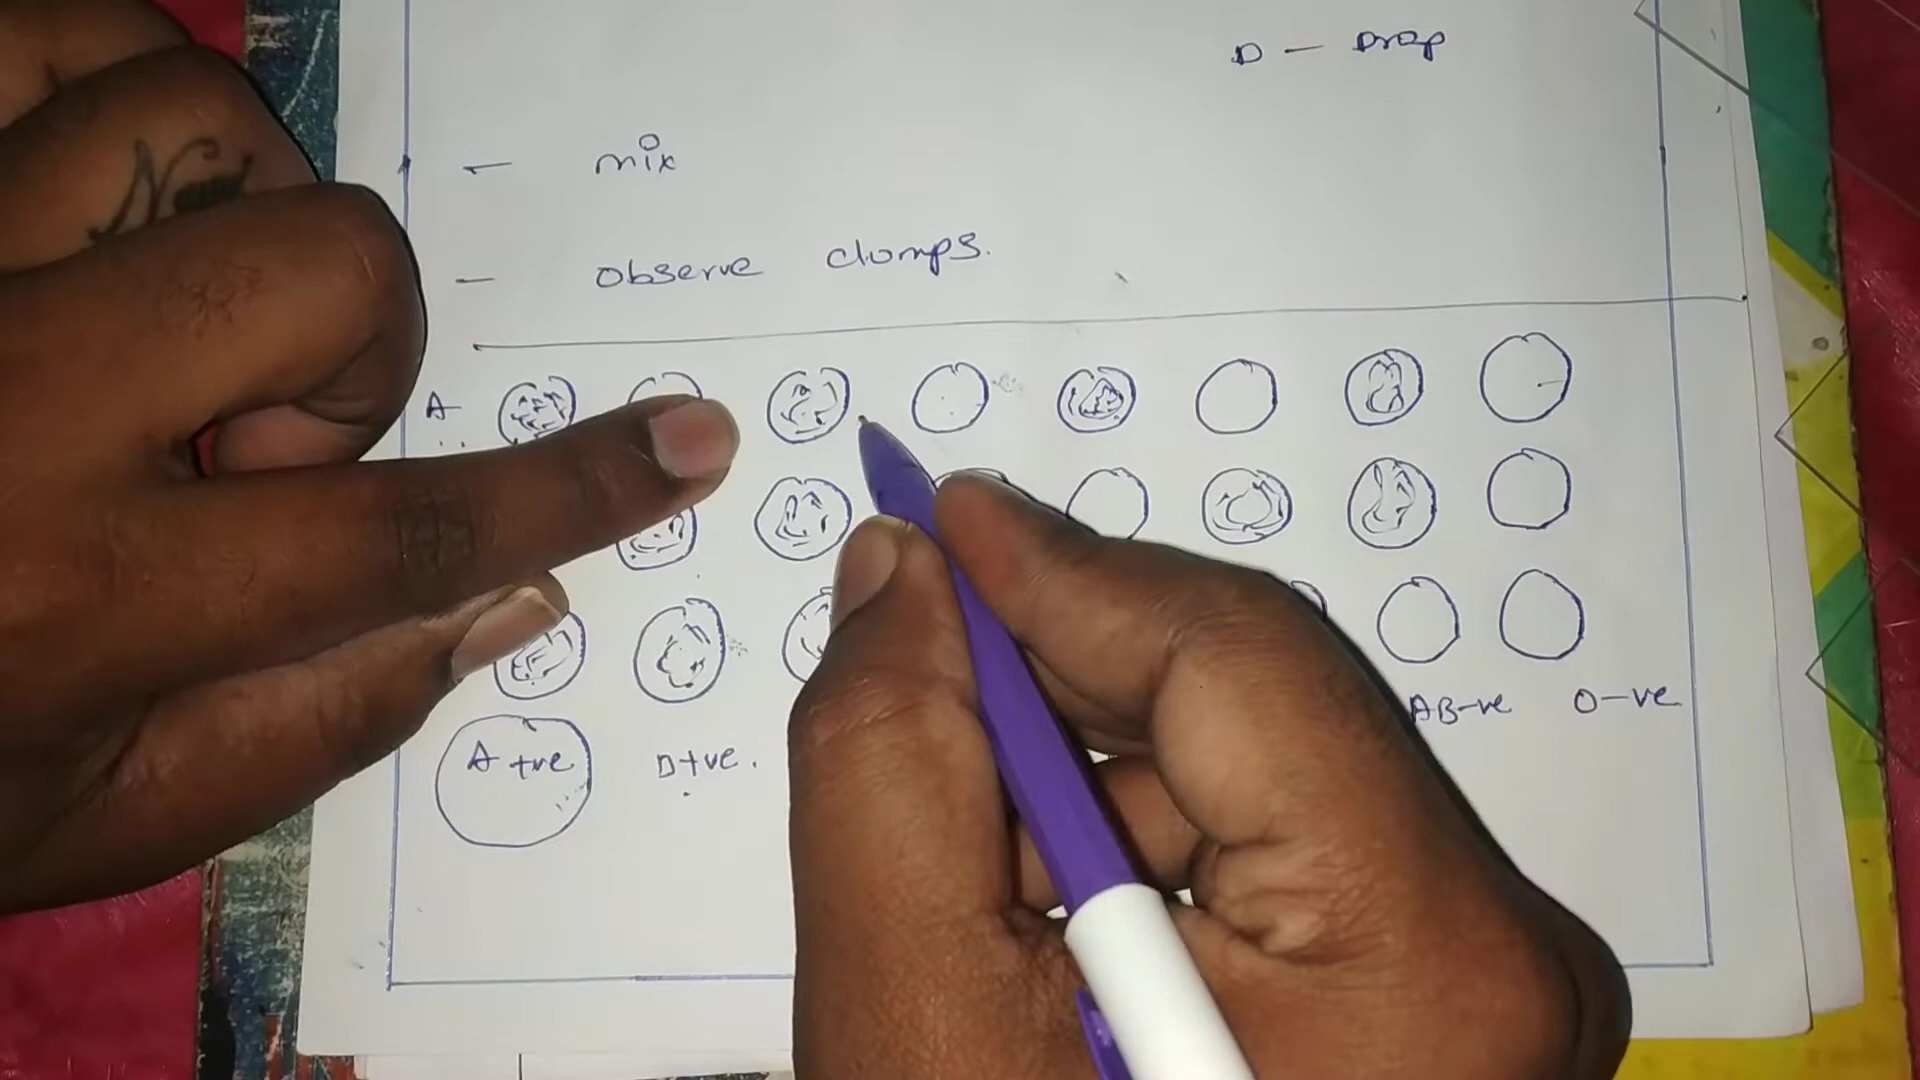 D — Drop
— mix
— observe clumps.
A
AB-ve O-ve
A +ve B+ve.